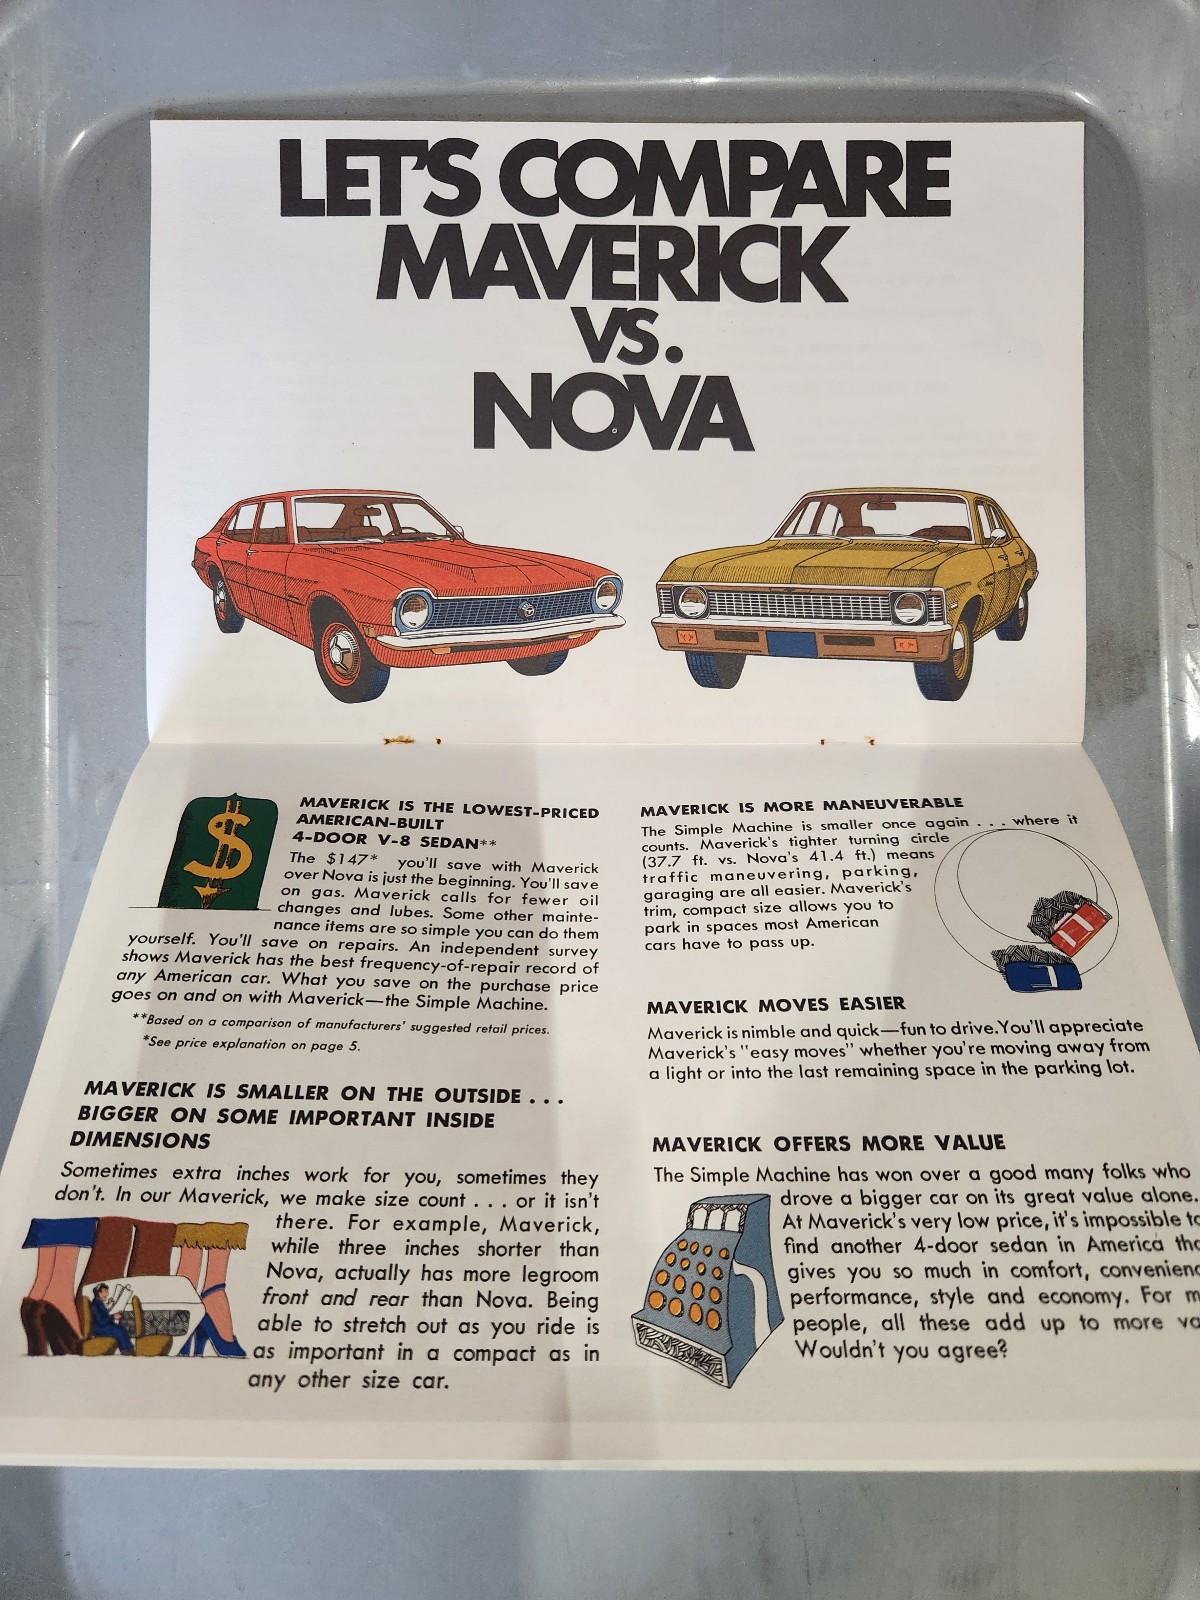 LET'S COMPARE
MAVERICK
VS.
NOVA
MAVERICK IS THE LOWEST-PRICED
AMERICAN-BUILT
4-DOOR V-8 SEDAN**
The $147* you'll save with Maverick
over Nova is just the beginning. You'll save
on gas. Maverick calls for fewer oil
changes and lubes. Some other mainte-
nance items are so simple you can do them
yourself. You'll save on repairs. An independent survey
shows Maverick has the best frequency-of-repair record of
any American car. What you save on the purchase price
goes on and on with Maverick—the Simple Machine.
**Based on a comparison of manufacturers' suggested retail prices.
*See price explanation on page 5.
MAVERICK IS SMALLER ON THE OUTSIDE . . .
BIGGER ON SOME IMPORTANT INSIDE
DIMENSIONS
Sometimes extra inches work for you, sometimes they
don't. In our Maverick, we make size count . . . or it isn't
there. For example, Maverick,
while three inches shorter than
Nova, actually has more legroom
front and rear than Nova. Being
able to stretch out as you ride is
as important in a compact as in
any other size car.
MAVERICK IS MORE MANEUVERABLE
The Simple Machine is smaller once again . . . where it
counts. Maverick's tighter turning circle
(37.7 ft. vs. Nova's 41.4 ft.) means
traffic maneuvering, parking,
garaging are all easier. Maverick's
trim, compact size allows you to
park in spaces most American
cars have to pass up.
MAVERICK MOVES EASIER
Maverick is nimble and quick—fun to drive. You'll appreciate
Maverick's "easy moves" whether you're moving away from
a light or into the last remaining space in the parking lot.
MAVERICK OFFERS MORE VALUE
The Simple Machine has won over a good many folks who
drove a bigger car on its great value alone.
At Maverick's very low price, it's impossible to
find another 4-door sedan in America
gives you so much in comfort,
performance, style and economy. For
people, all these add up to more
Wouldn't you agree?